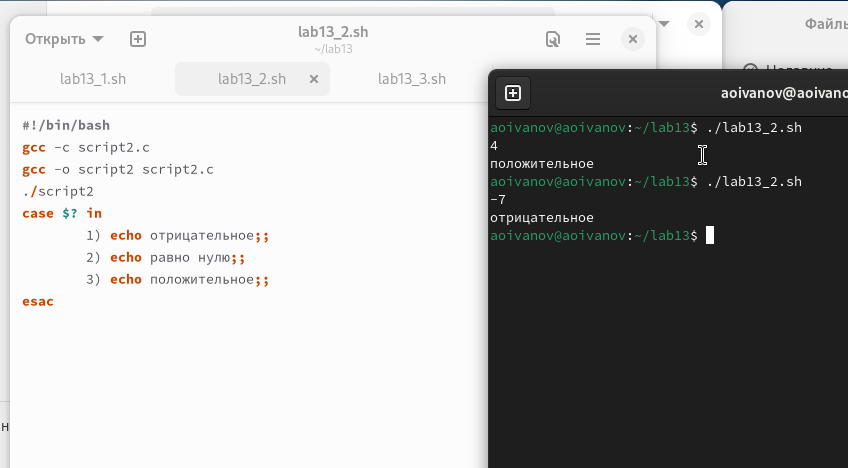 Открыть
lab13_2.sh
~/lab13
lab13_1.sh
lab13_2.sh
lab13_3.sh
#!/bin/bash
gcc -c script2.c
gcc -o script2 script2.c
./script2
case $? in
1) echo отрицательное;;
2) echo равно нулю;;
3) echo положительное;;
esac
Файлы
aoivanov@aoivano
aoivanov@aoivanov:~/lab13$ ./lab13_2.sh
4
положительное
aoivanov@aoivanov:~/lab13$ ./lab13_2.sh
-7
отрицательное
aoivanov@aoivanov:~/lab13$